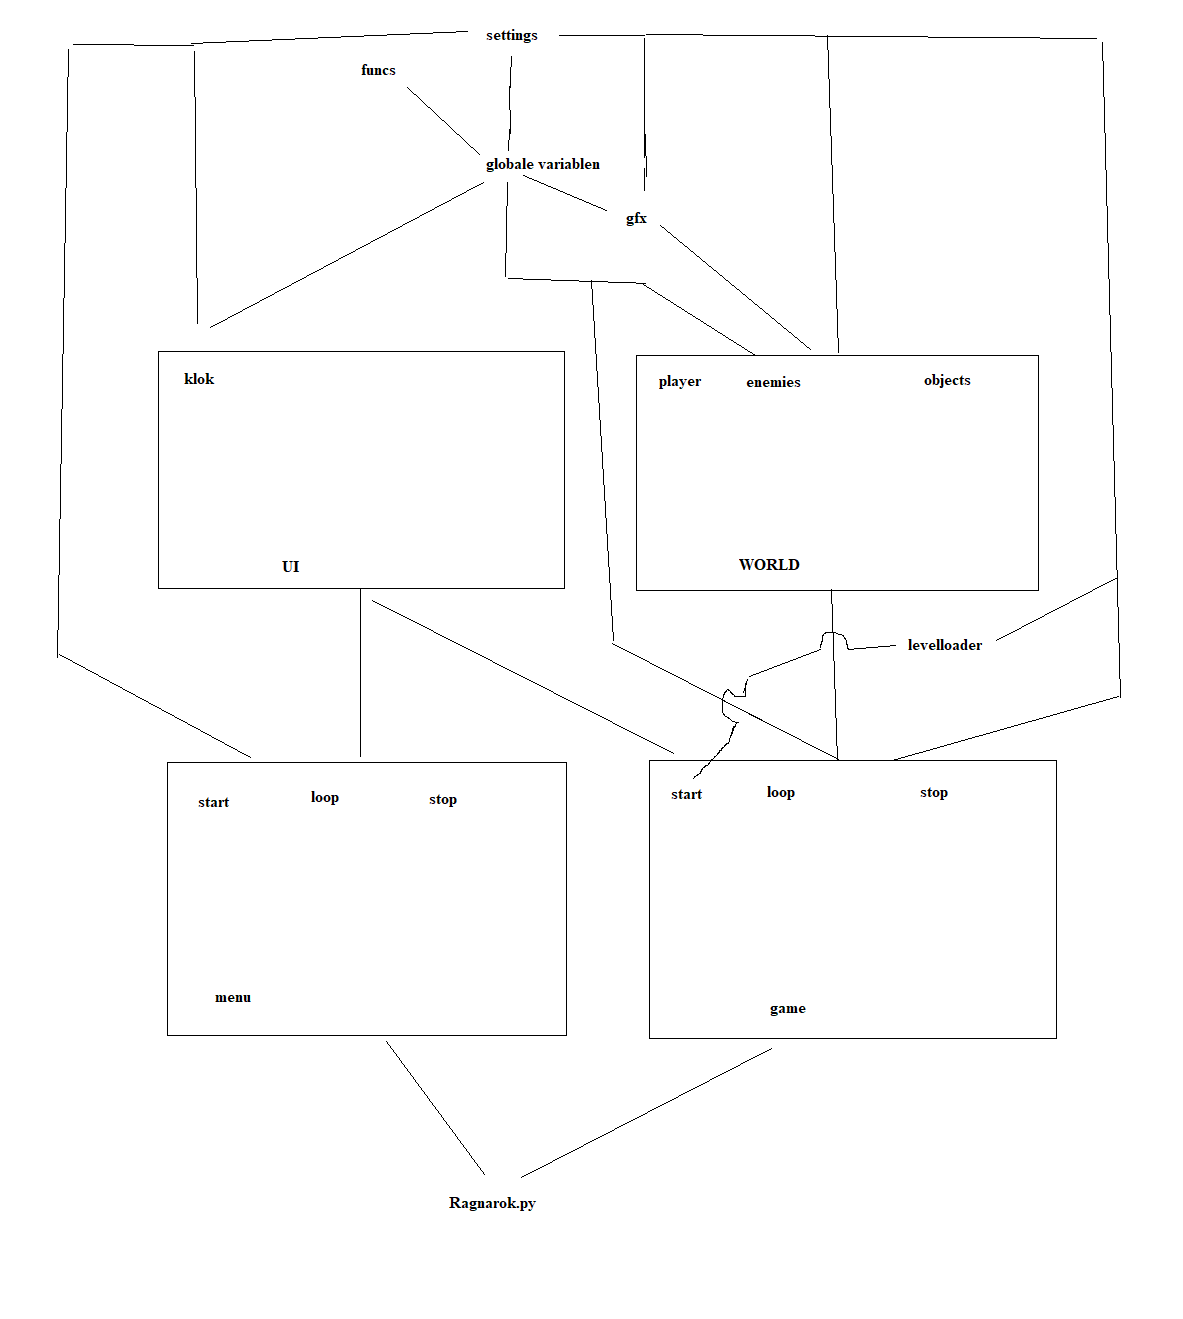 settings
funcs
globale variablen
gfx
klok
player enemies objects
UI
WORLD
levelloader
start loop stop
start loop stop
menu
game
Ragnarok.py